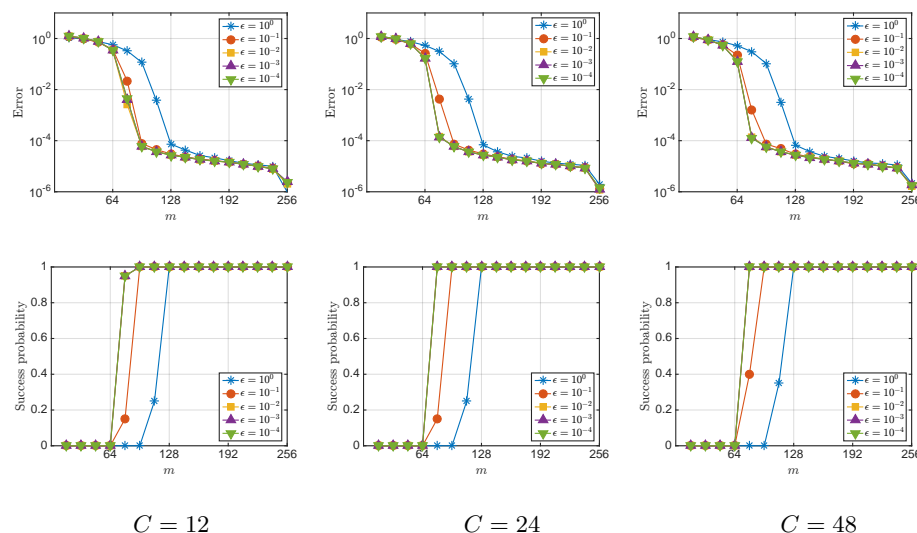 10^0
10^-2
10^-4
10^-6
Error
64 128 192 256
m
ϵ = 10^0
ϵ = 10^-1
ϵ = 10^-2
ϵ = 10^-3
ϵ = 10^-4
10^0
10^-2
10^-4
10^-6
Error
64 128 192 256
m
ϵ = 10^0
ϵ = 10^-1
ϵ = 10^-2
ϵ = 10^-3
ϵ = 10^-4
10^0
10^-2
10^-4
10^-6
Error
64 128 192 256
m
ϵ = 10^0
ϵ = 10^-1
ϵ = 10^-2
ϵ = 10^-3
ϵ = 10^-4
1
0.8
0.6
0.4
0.2
0
Success probability
64 128 192 256
m
ϵ = 10^0
ϵ = 10^-1
ϵ = 10^-2
ϵ = 10^-3
ϵ = 10^-4
1
0.8
0.6
0.4
0.2
0
Success probability
64 128 192 256
m
ϵ = 10^0
ϵ = 10^-1
ϵ = 10^-2
ϵ = 10^-3
ϵ = 10^-4
1
0.8
0.6
0.4
0.2
0
Success probability
64 128 192 256
m
ϵ = 10^0
ϵ = 10^-1
ϵ = 10^-2
ϵ = 10^-3
ϵ = 10^-4
C = 12
C = 24
C = 48